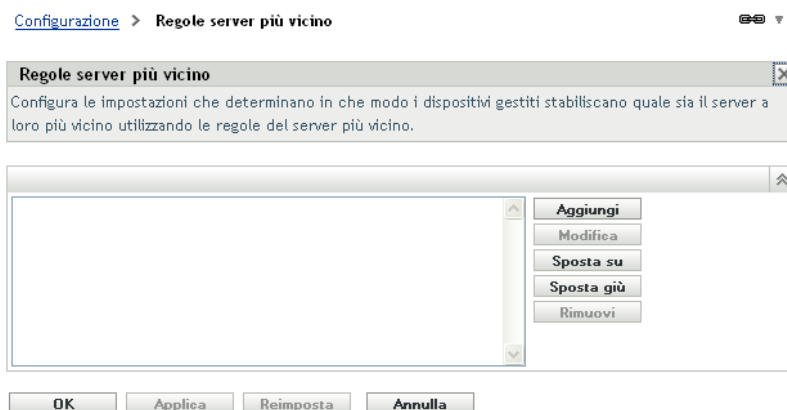 Configurazione > Regole server più vicino
Regole server più vicino
Configura le impostazioni che determinano in che modo i dispositivi gestiti stabiliscano quale sia il server a
loro più vicino utilizzando le regole del server più vicino.
Aggiungi
Modifica
Sposta su
Sposta giù
Rimuovi
OK Applica Reimposta Annulla